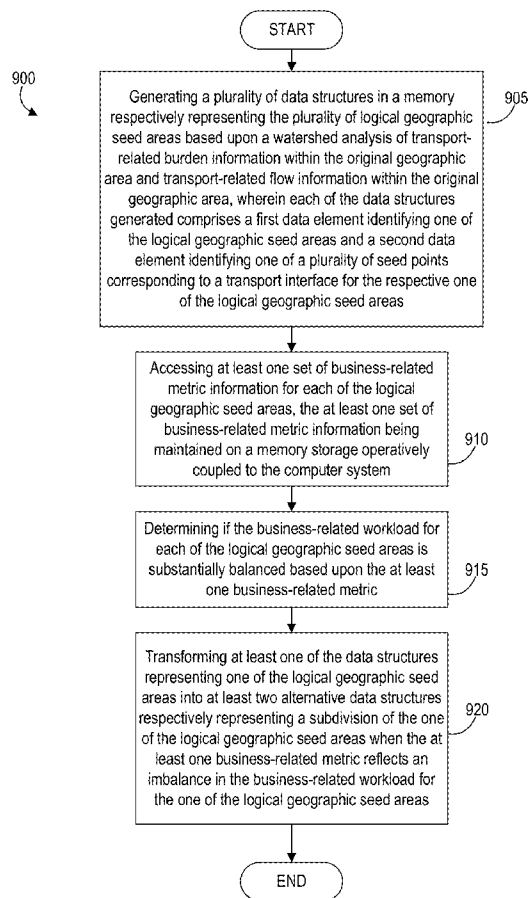 START
900
905
Generating a plurality of data structures in a memory
respectively representing the plurality of logical geographic
seed areas based upon a watershed analysis of transport-
related burden information within the original geographic
area and transport-related flow information within the
original geographic area, wherein each of the data structures
generated comprises a first data element identifying one of
the logical geographic seed areas and a second data
element identifying one of a plurality of seed points
corresponding to a transport interface for the respective one
of the logical geographic seed areas
Accessing at least one set of business-related
metric information for each of the logical
geographic seed areas, the at least one set of
business-related metric information being
maintained on a memory storage operatively
coupled to the computer system
910
Determining if the business-related workload for
each of the logical geographic seed areas is
substantially balanced based upon the at least
one business-related metric
915
Transforming at least one of the data structures
representing one of the logical geographic seed
areas into at least two alternative data structures
respectively representing a subdivision of the one
of the logical geographic seed areas when the at
least one business-related metric reflects an
imbalance in the business-related workload for
the one of the logical geographic seed areas
920
END